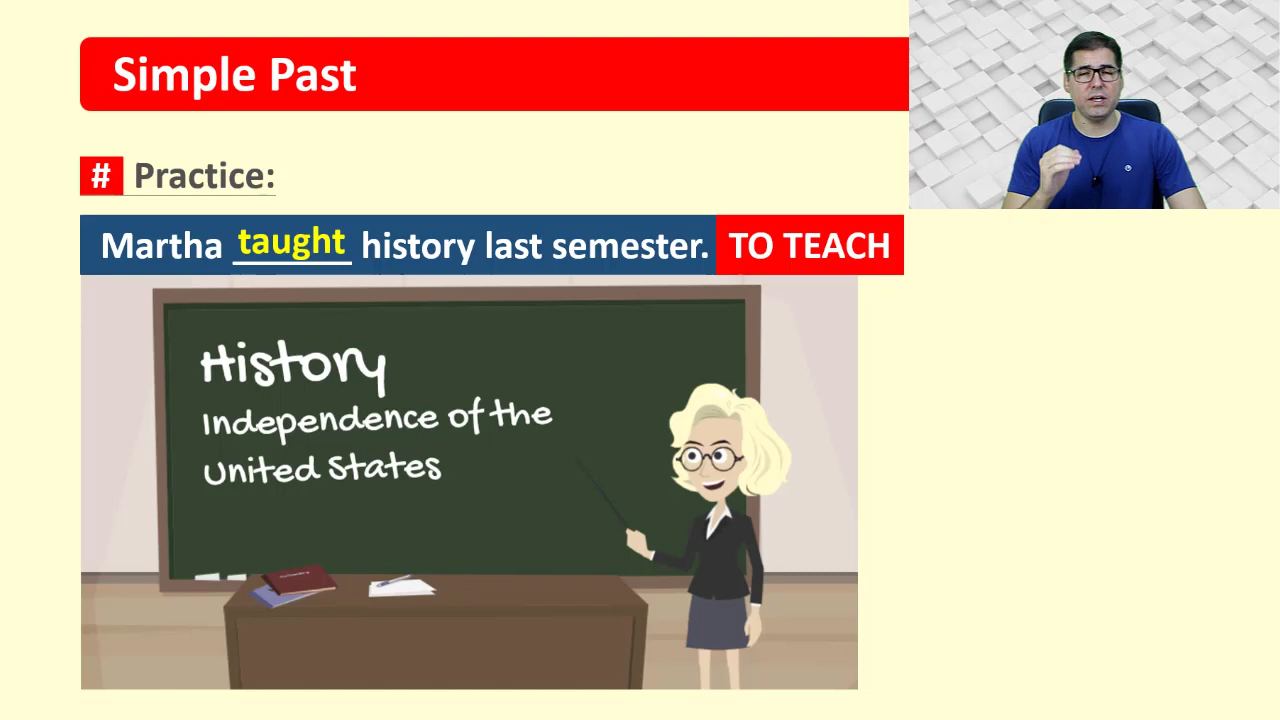 Simple Past
# Practice:
Martha taught history last semester. TO TEACH
History
Independence of the
United States